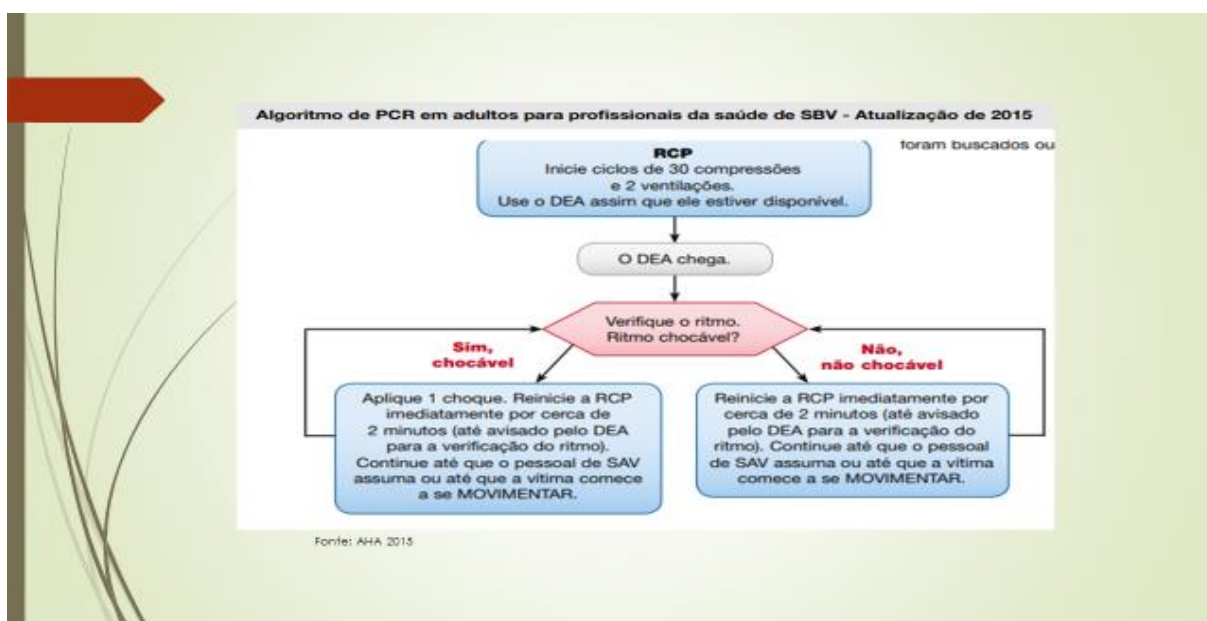 Algoritmo de PCR em adultos para profissionais da saúde de SBV - Atualização de 2015
foram buscados ou
RCP
Inicie ciclos de 30 compressões
e 2 ventilações.
Use o DEA assim que ele estiver disponível.
O DEA chega.
Verifique o ritmo.
Ritmo chocável?
Sim,
chocável
Não,
não chocável
Aplique 1 choque. Reinicie a RCP
imediatamente por cerca de
2 minutos (até avisado pelo DEA
para a verificação do ritmo).
Continue até que o pessoal de SAV
assuma ou até que a vítima comece
a se MOVIMENTAR.
Reinicie a RCP imediatamente por
cerca de 2 minutos (até avisado
pelo DEA para a verificação do
ritmo). Continue até que o pessoal
de SAV assuma ou até que a vítima
comece a se MOVIMENTAR.
Fonte: AHA 2015